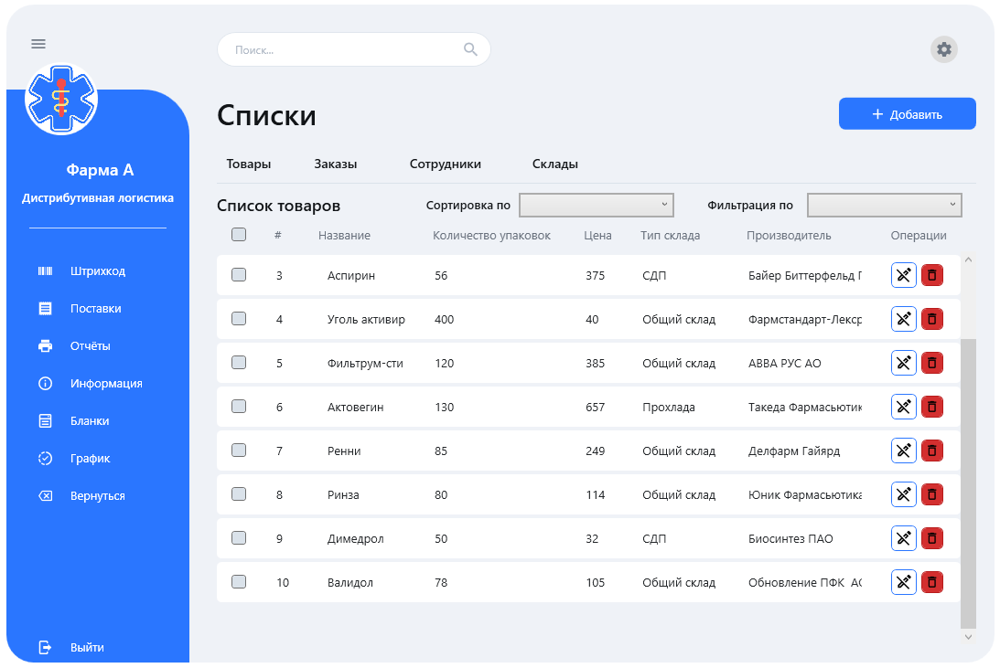 Поиск...
Списки
+ Добавить
Фарма А
Дистрибутивная логистика
Штрихкод
Поставки
Отчёты
Информация
Бланки
График
Вернуться
Выйти
Товары Заказы Сотрудники Склады
Список товаров Сортировка по Фильтрация по
# Название Количество упаковок Цена Тип склада Производитель Операции
3 Аспирин 56 375 СДП Байер Биттерфельд Г
4 Уголь активир 400 40 Общий склад Фармстандарт-Лекср
5 Фильтрум-сти 120 385 Общий склад АВВА РУС АО
6 Актовегин 130 657 Прохлада Такеда Фармасьютик
7 Ренни 85 249 Общий склад Делфарм Гайярд
8 Ринза 80 114 Общий склад Юник Фармасьютика
9 Димедрол 50 32 СДП Биосинтез ПАО
10 Валидол 78 105 Общий склад Обновление ПФК АО